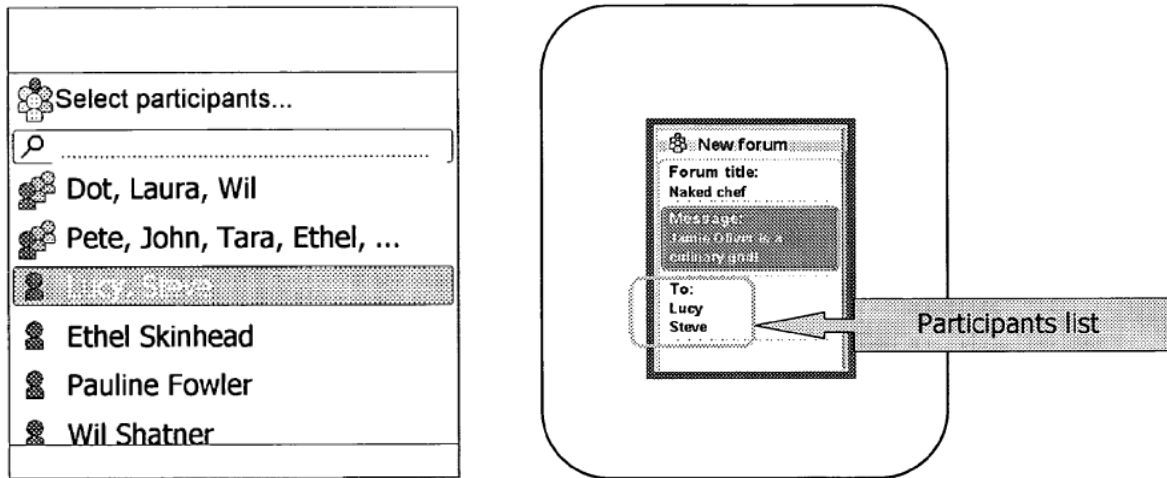 Select participants...
Dot, Laura, Wil
Pete, John, Tara, Ethel, ...
Lucy, Steve
Ethel Skinhead
Pauline Fowler
Wil Shatner
New forum
Forum title:
Naked chef
Message:
Jamie Oliver is a
culinary god!
To:
Lucy
Steve
Participants list